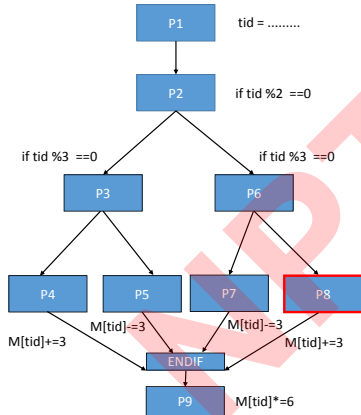 P1 tid = .........
P2 if tid %2 ==0
if tid %3 ==0 if tid %3 ==0
P3 P6
P4 P5 P7 P8
M[tid]+=3 M[tid]-=3 M[tid]-=3 M[tid]+=3
ENDIF
P9 M[tid]*=6